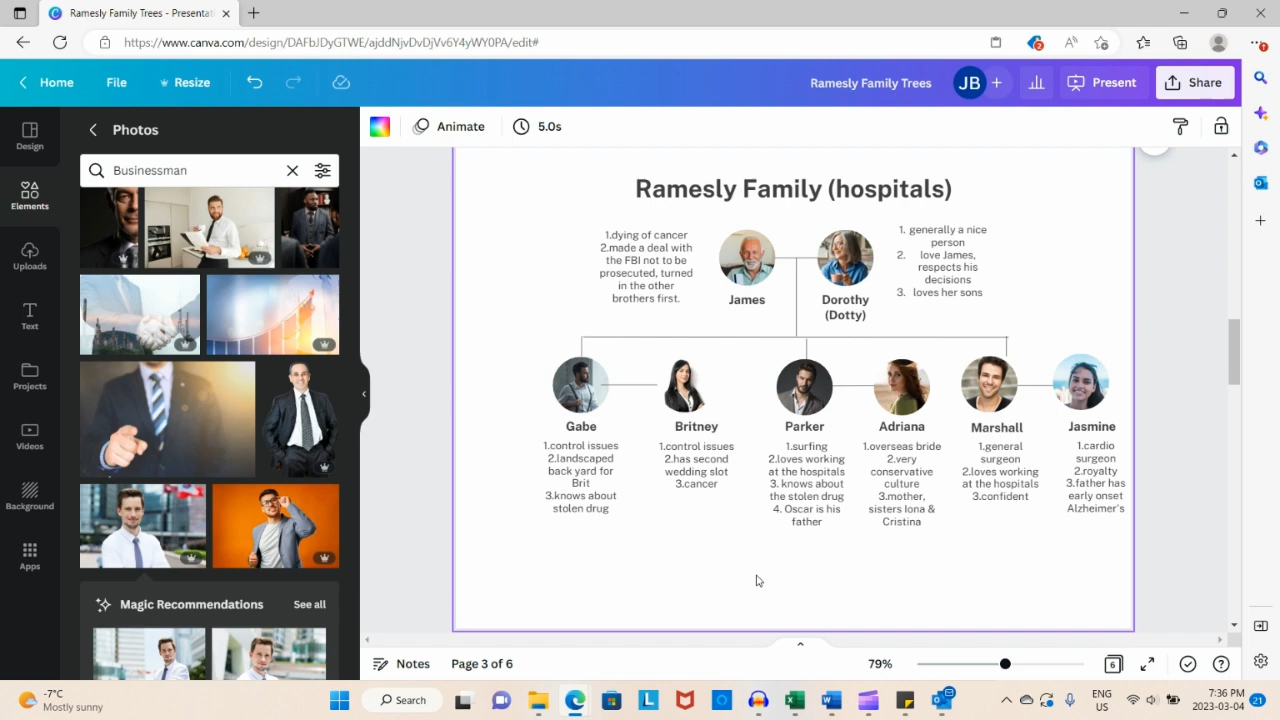 Ramesly Family Trees - Presentati
https://www.canva.com/design/DAFbJDyGTWE/ajddNjvDvDjVv6Y4yWY0PA/edit#
2
Home
File
Resize
Ramesly Family Trees
JB
Present
Share
Design
Elements
Uploads
Text
Projects
Videos
Background
Apps
Photos
Businessman
Magic Recommendations
See all
Animate
5.0s
Ramesly Family (hospitals)
1.dying of cancer
2.made a deal with
the FBI not to be
prosecuted, turned
in the other
brothers first.
James
Dorothy
(Dotty)
1. generally a nice
person
2. love James,
respects his
decisions
3. loves her sons
Gabe
1.control issues
2.landscaped
back yard for
Brit
3.knows about
stolen drug
Britney
1.control issues
2.has second
wedding slot
3.cancer
Parker
1.surfing
2.loves working
at the hospitals
3. knows about
the stolen drug
4. Oscar is his
father
Adriana
1.overseas bride
2.very
conservative
culture
3.mother,
sisters Iona &
Cristina
Marshall
1.general
surgeon
2.loves working
at the hospitals
3.confident
Jasmine
1.cardio
surgeon
2.royalty
3.father has
early onset
Alzheimer's
Notes
Page 3 of 6
79%
6
-7°C
Mostly sunny
Search
ENG
US
7:36 PM
2023-03-04
21